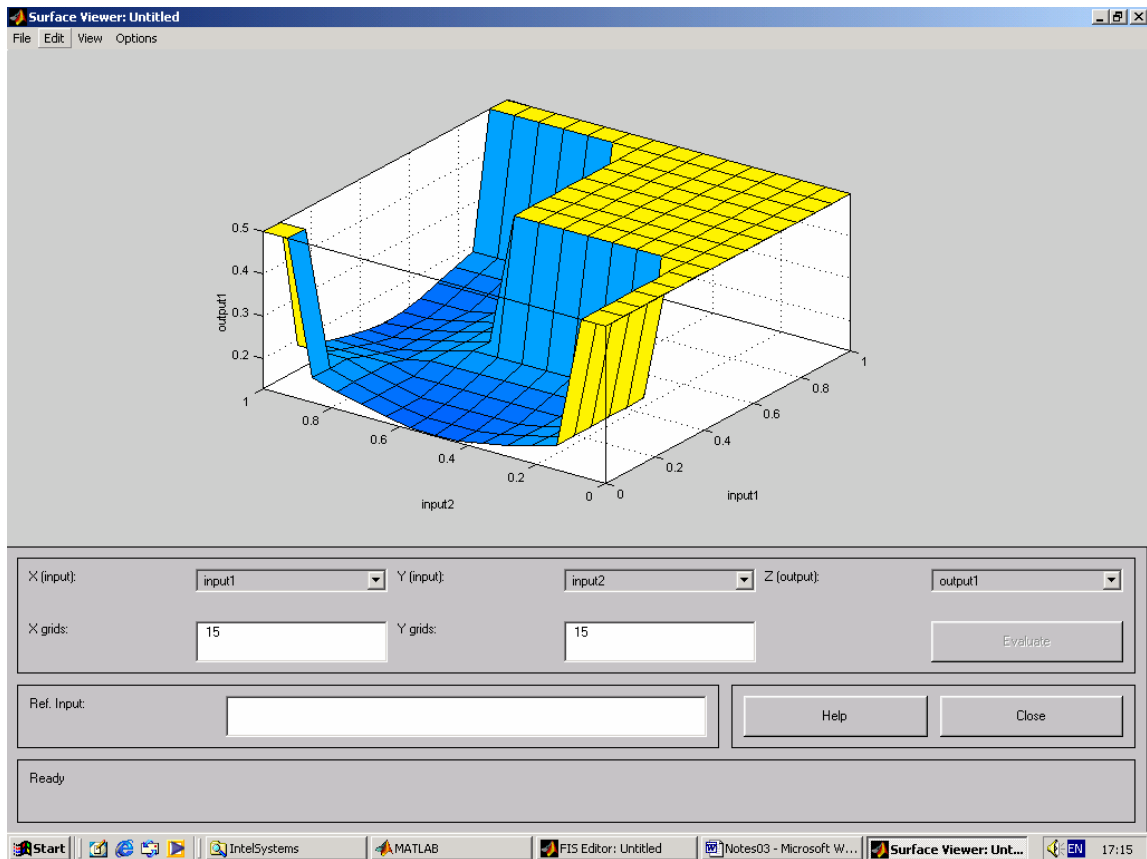 Surface Viewer: Untitled
File Edit View Options
0.5
0.4
0.3
0.2
output1
1
0.8
0.6
0.4
0.2
0
input2
0
0.2
0.4
0.6
0.8
1
input1
X (input): input1 Y (input): input2 Z (output): output1
X grids: 15 Y grids: 15 Evaluate
Ref. Input: Help Close
Ready
Start IntelSystems MATLAB FIS Editor: Untitled Notes03 - Microsoft W... Surface Viewer: Unt... EN 17:15